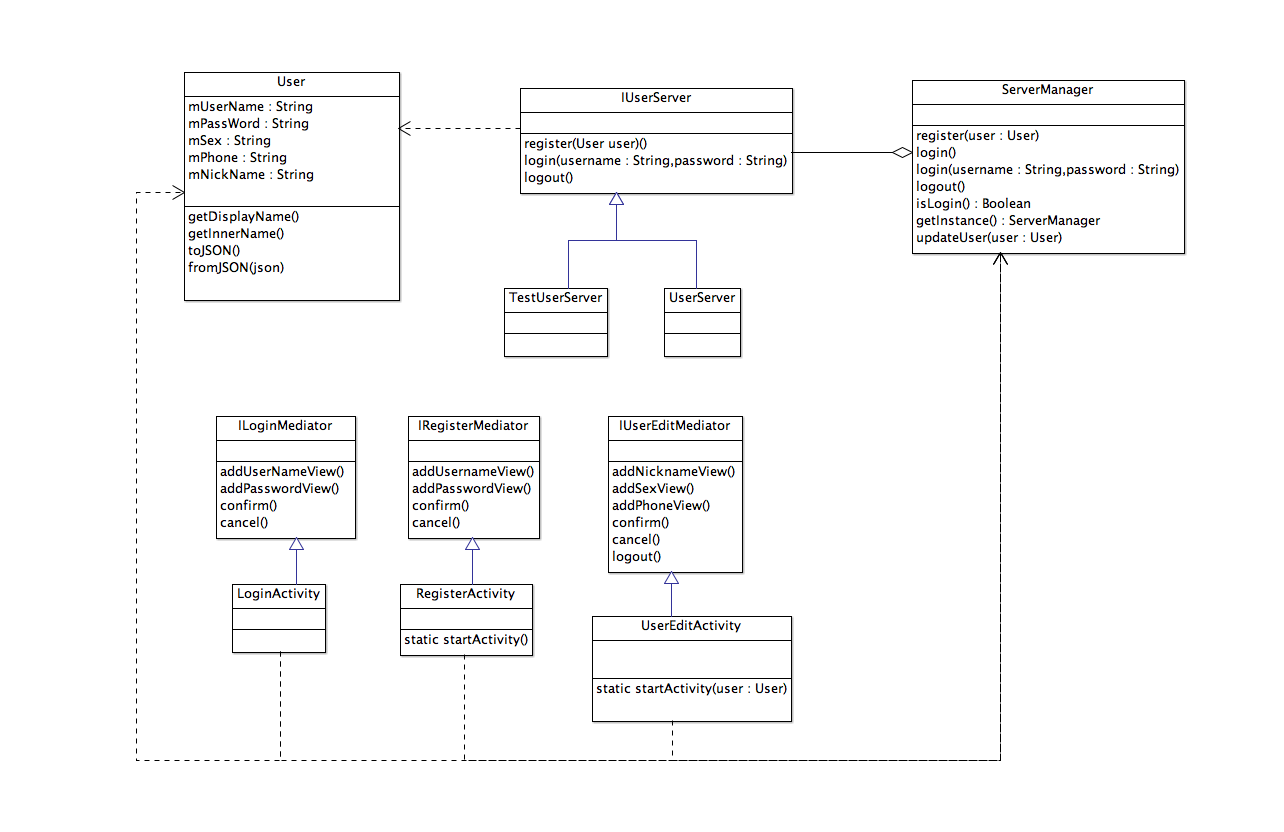 User
mUserName : String
mPassWord : String
mSex : String
mPhone : String
mNickName : String
getDisplayName()
getInnerName()
toJSON()
fromJSON(json)
IUserServer
register(User user)()
login(username : String,password : String)
logout()
ServerManager
register(user : User)
login()
login(username : String,password : String)
logout()
isLogin() : Boolean
getInstance() : ServerManager
updateUser(user : User)
TestUserServer
UserServer
ILoginMediator
addUserNameView()
addPasswordView()
confirm()
cancel()
IRegisterMediator
addUsernameView()
addPasswordView()
confirm()
cancel()
IUserEditMediator
addNicknameView()
addSexView()
addPhoneView()
confirm()
cancel()
logout()
LoginActivity
RegisterActivity
static startActivity()
UserEditActivity
static startActivity(user : User)